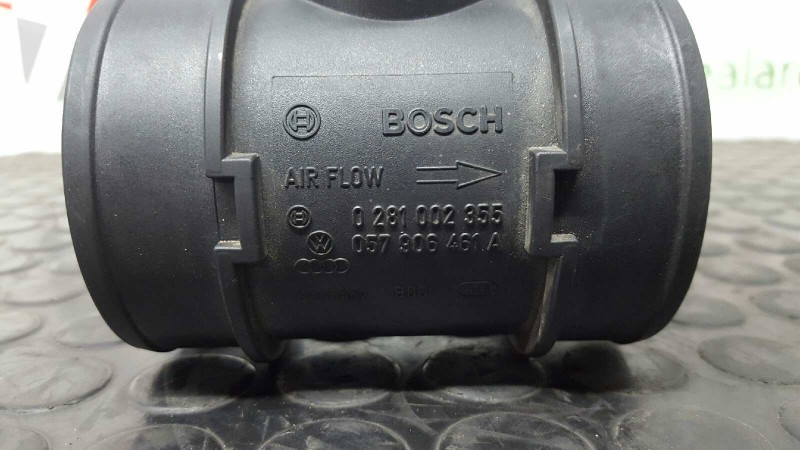 BOSCH
AIR FLOW
0 281 002 355
057 906 461 A